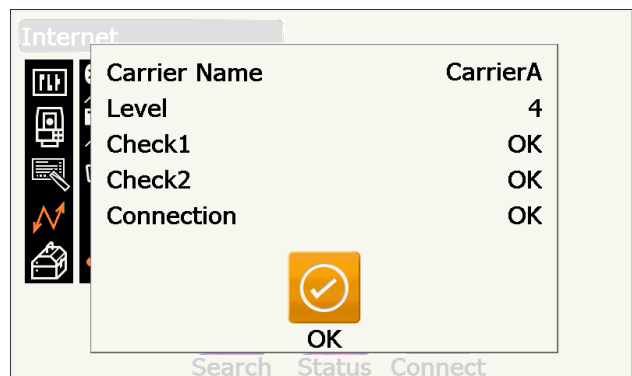 Internet
Carrier Name CarrierA
Level 4
Check1 OK
Check2 OK
Connection OK
OK
Search Status Connect